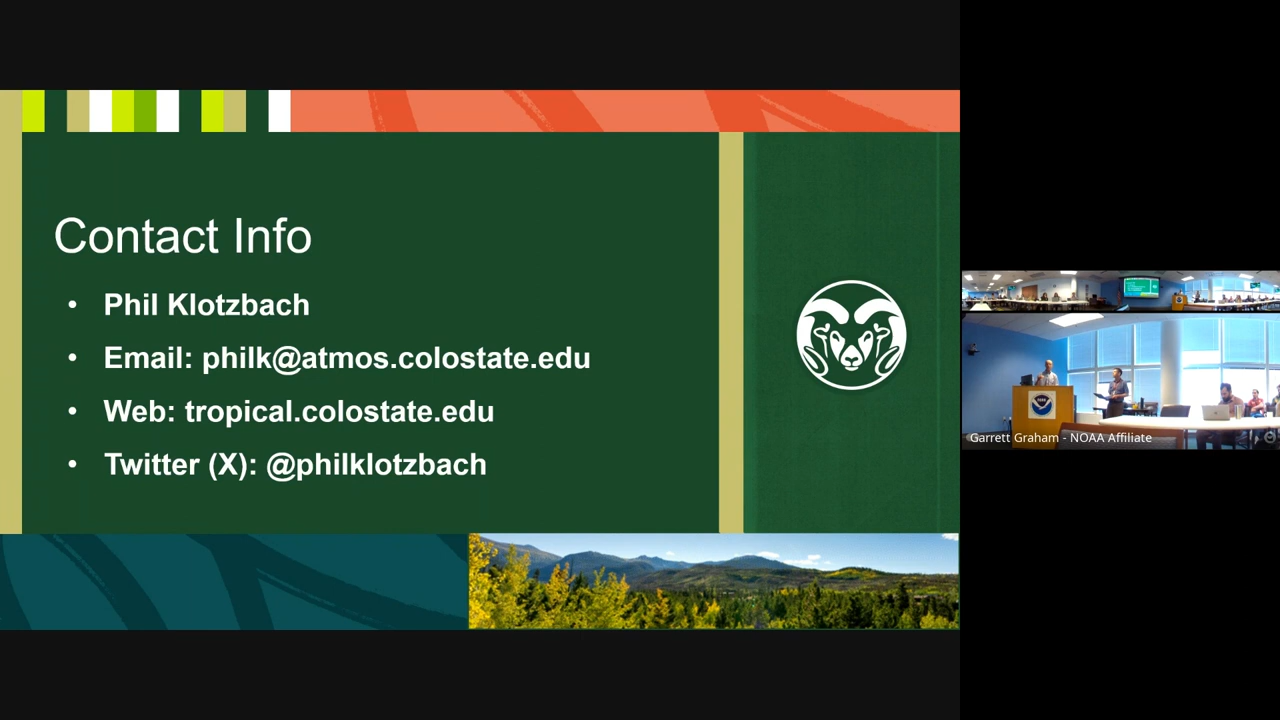 Contact Info
• Phil Klotzbach
• Email: philk@atmos.colostate.edu
• Web: tropical.colostate.edu
• Twitter (X): @philklotzbach
Garrett Graham - NOAA Affiliate